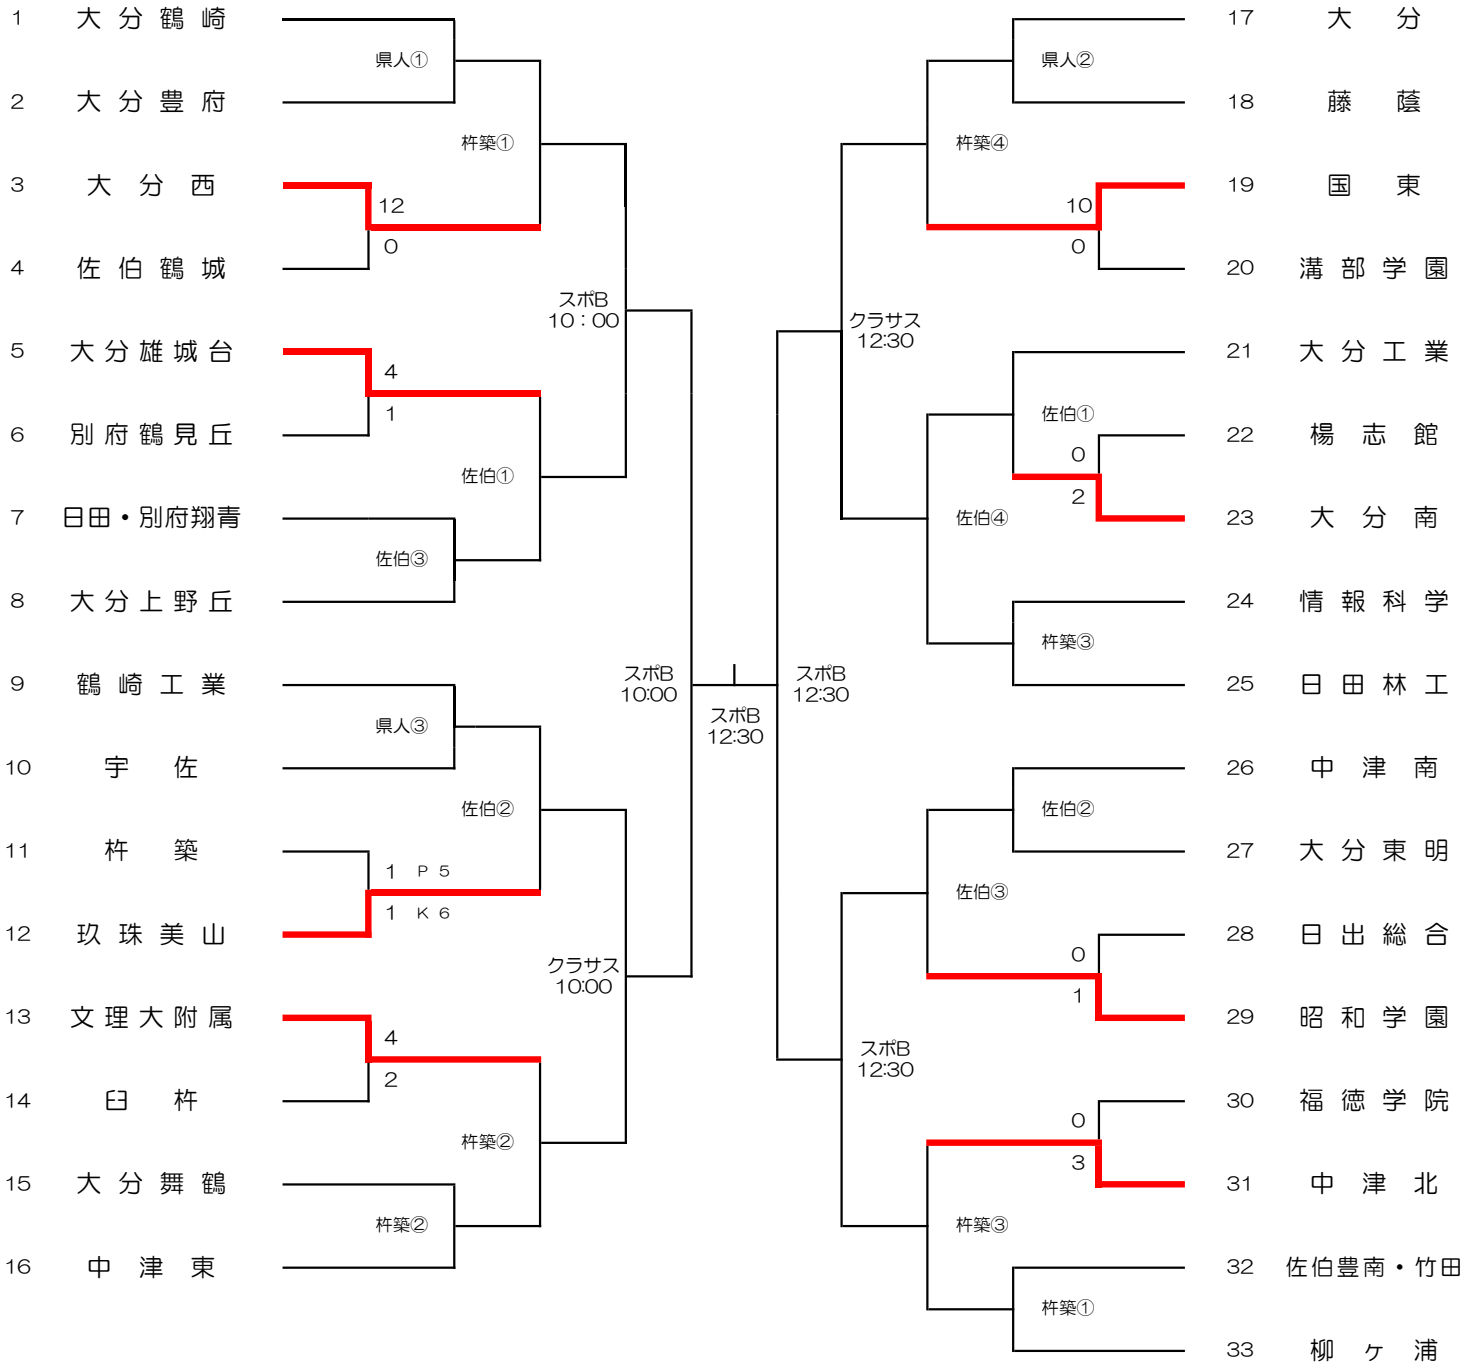 1 大分鶴崎
県人①
2 大分豊府
杵築①
3 大分西
12
0
4 佐伯鶴城
スポB
10：00
5 大分雄城台
4
1
6 別府鶴見丘
佐伯①
7 日田・別府翔青
佐伯③
8 大分上野丘
スポB
10:00
9 鶴崎工業
県人③
10 宇佐
佐伯②
11 杵築
1 P 5
1 K 6
12 玖珠美山
クラサス
10:00
13 文理大附属
4
2
14 臼杵
杵築②
15 大分舞鶴
杵築②
16 中津東
スポB
12:30
17 大分
県人②
18 藤蔭
杵築④
19 国東
10
0
20 溝部学園
クラサス
12:30
21 大分工業
佐伯①
22 楊志館
0
2
23 大分南
佐伯④
24 情報科学
杵築③
25 日田林工
スポB
12:30
26 中津南
佐伯②
27 大分東明
佐伯③
28 日出総合
0
1
29 昭和学園
スポB
12:30
30 福徳学院
0
3
31 中津北
杵築③
32 佐伯豊南・竹田
杵築①
33 柳ヶ浦